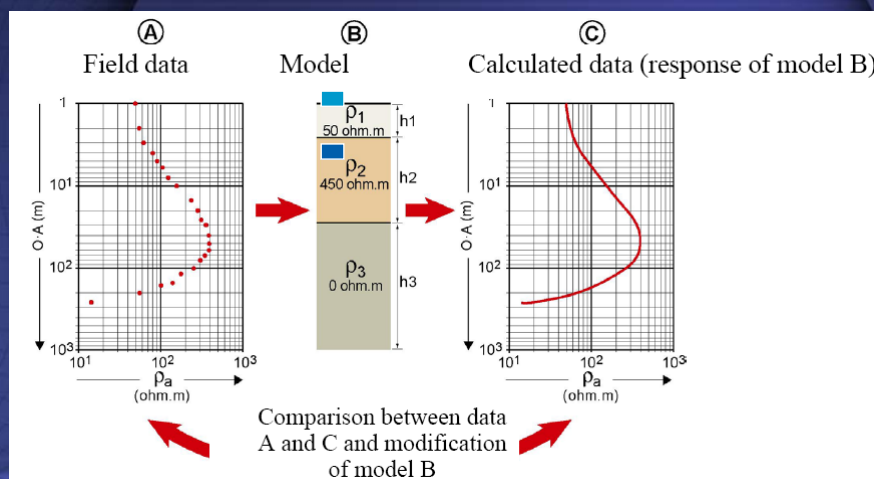 A
B
C
Field data
Model
Calculated data (response of model B)
1
10¹
10²
10³
O·A (m)
10¹
10²
10³
ρa
(ohm.m)
ρ1
50 ohm.m
h1
ρ2
450 ohm.m
h2
ρ3
0 ohm.m
h3
1
10¹
10²
10³
O·A (m)
10¹
10²
10³
ρa
(ohm.m)
Comparison between data
A and C and modification
of model B